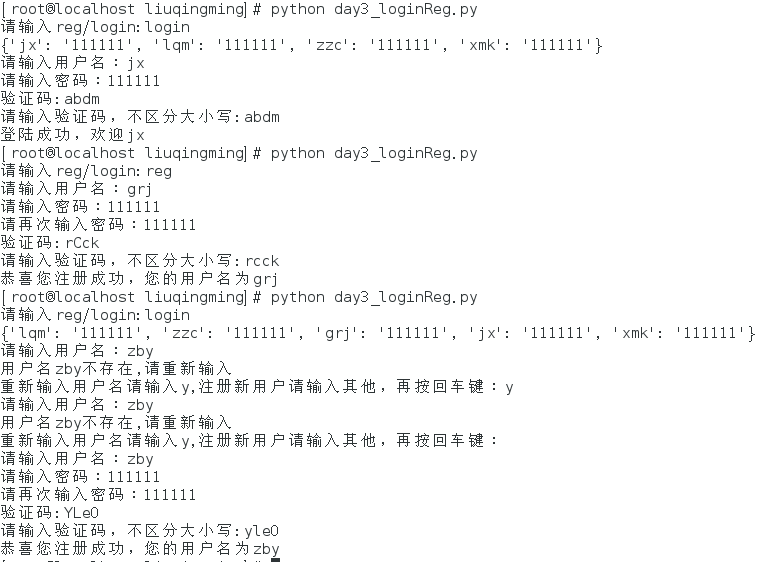 [root@localhost liuqingming]# python day3_loginReg.py
请输入reg/login:login
{'jx': '111111', 'lqm': '111111', 'zzc': '111111', 'xmk': '111111'}
请输入用户名：jx
请输入密码：111111
验证码:abdm
请输入验证码，不区分大小写:abdm
登陆成功，欢迎jx
[root@localhost liuqingming]# python day3_loginReg.py
请输入reg/login:reg
请输入用户名：grj
请输入密码：111111
请再次输入密码：111111
验证码:rCck
请输入验证码，不区分大小写:rcck
恭喜您注册成功，您的用户名为grj
[root@localhost liuqingming]# python day3_loginReg.py
请输入reg/login:login
{'lqm': '111111', 'zzc': '111111', 'grj': '111111', 'jx': '111111', 'xmk': '111111'}
请输入用户名：zby
用户名zby不存在,请重新输入
重新输入用户名请输入y,注册新用户请输入其他，再按回车键：y
请输入用户名：zby
用户名zby不存在,请重新输入
重新输入用户名请输入y,注册新用户请输入其他，再按回车键：
请输入用户名：zby
请输入密码：111111
请再次输入密码：111111
验证码:YLeO
请输入验证码，不区分大小写:yleO
恭喜您注册成功，您的用户名为zby